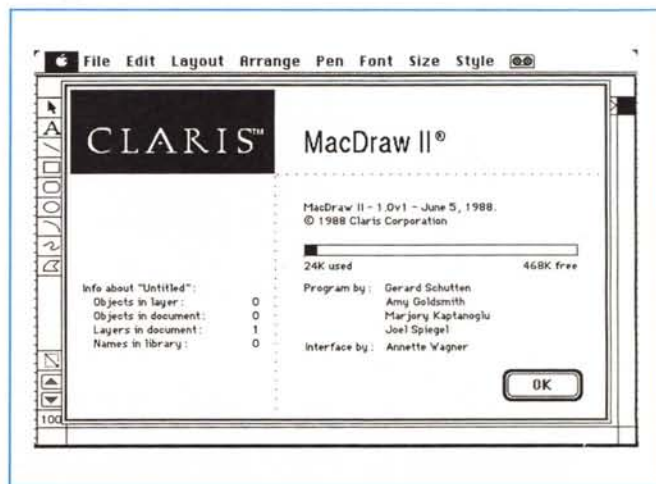 File Edit Layout Arrange Pen Font Size Style
A
CLARIS™
MacDraw II®
MacDraw II - 1.0v1 - June 5, 1988.
© 1988 Claris Corporation
24K used 468K free
Info about "Untitled":
Objects in layer: 0
Objects in document: 0
Layers in document: 1
Names in library: 0
Program by: Gerard Schutten
Amy Goldsmith
Marjory Kaptanoglu
Joel Spiegel
Interface by: Annette Wagner
OK
100